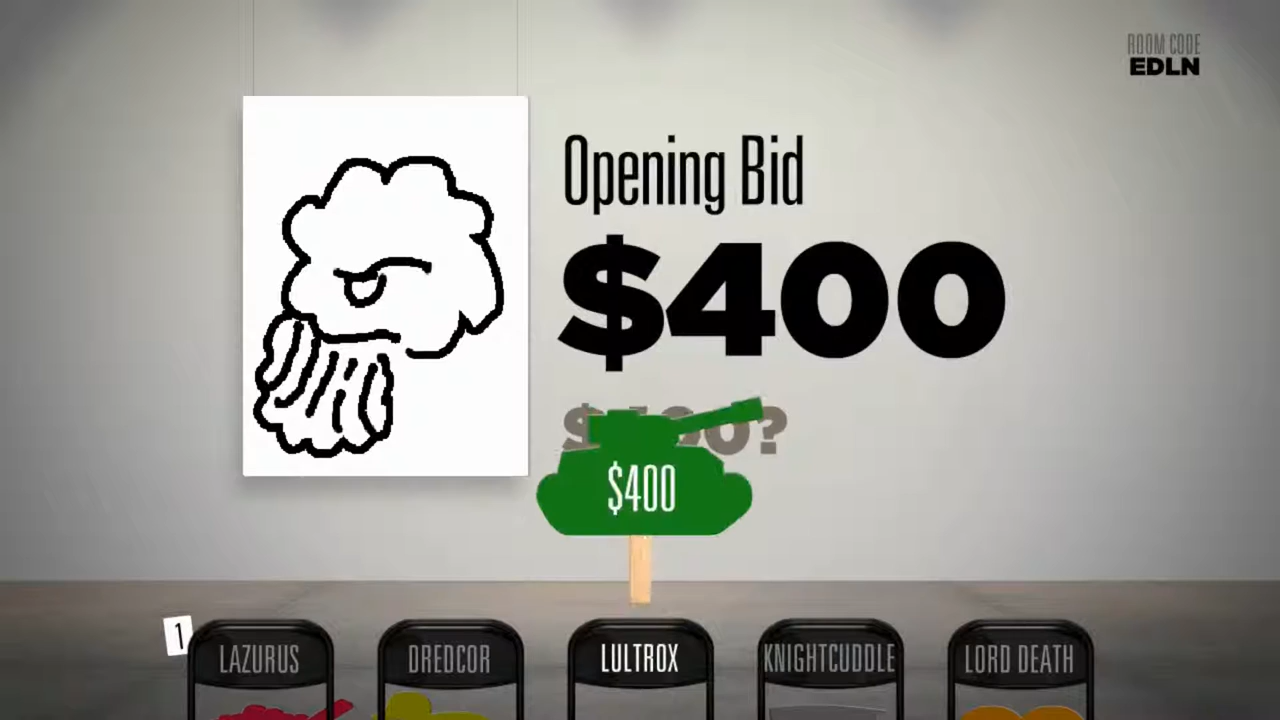 ROOM CODE
EDLN
Opening Bid
$400
$400
1
LAZURUS
DREDCOR
LULTROX
KNIGHTCUDDLE
LORD DEATH